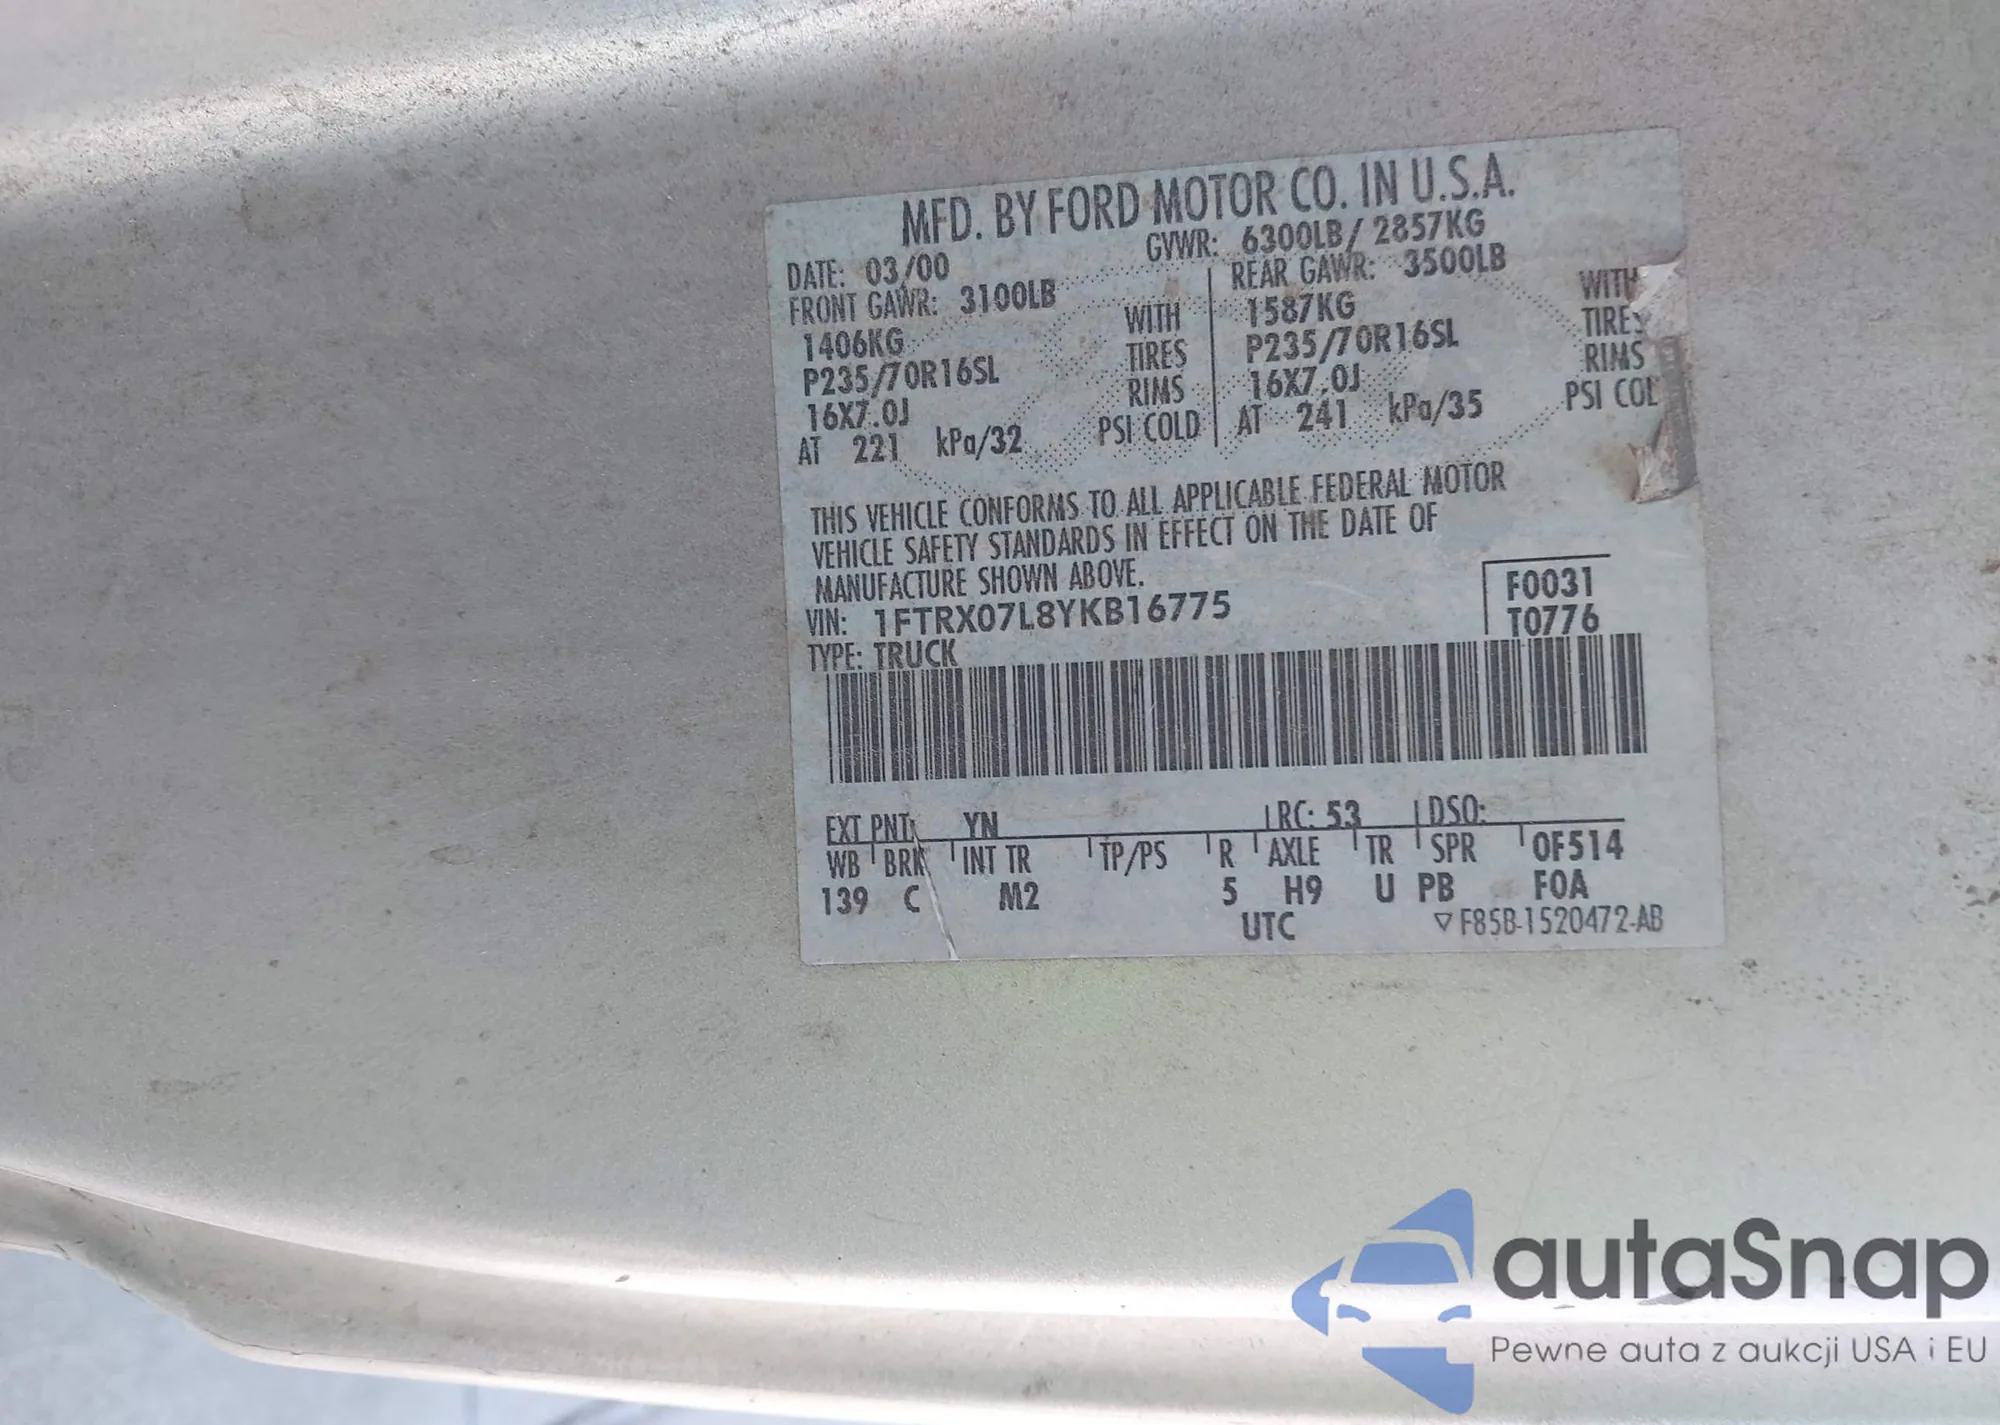 MFD. BY FORD MOTOR CO. IN U.S.A.
DATE: 03/00 GVWR: 6300LB/ 2857KG
FRONT GAWR: 3100LB REAR GAWR: 3500LB
1406KG WITH 1587KG WITH
P235/70R16SL TIRES P235/70R16SL TIRES
16X7.0J RIMS 16X7.0J RIMS
AT 221 kPa/32 PSI COLD AT 241 kPa/35 PSI COL
THIS VEHICLE CONFORMS TO ALL APPLICABLE FEDERAL MOTOR
VEHICLE SAFETY STANDARDS IN EFFECT ON THE DATE OF
MANUFACTURE SHOWN ABOVE.
VIN: 1FTRX07L8YKB16775 F0031
TYPE: TRUCK T0776
EXT PNT: YN RC: 53 DSO:
WB BRK INT TR TP/PS R AXLE TR SPR 0F514
139 C M2 5 H9 U PB F0A
UTC ▽F85B-1520472-AB
autaSnap
Pewne auta z aukcji USA i EU